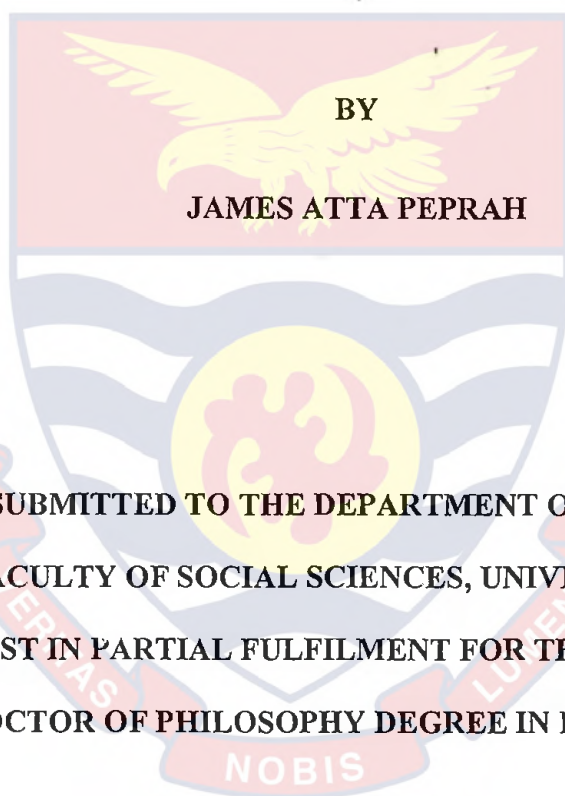 BY
JAMES ATTA PEPRAH
SUBMITTED TO THE DEPARTMENT O
ACULTY OF SOCIAL SCIENCES, UNIV
ST IN PARTIAL FULFILMENT FOR TH
OCTOR OF PHILOSOPHY DEGREE IN
NOBIS
LUMEN